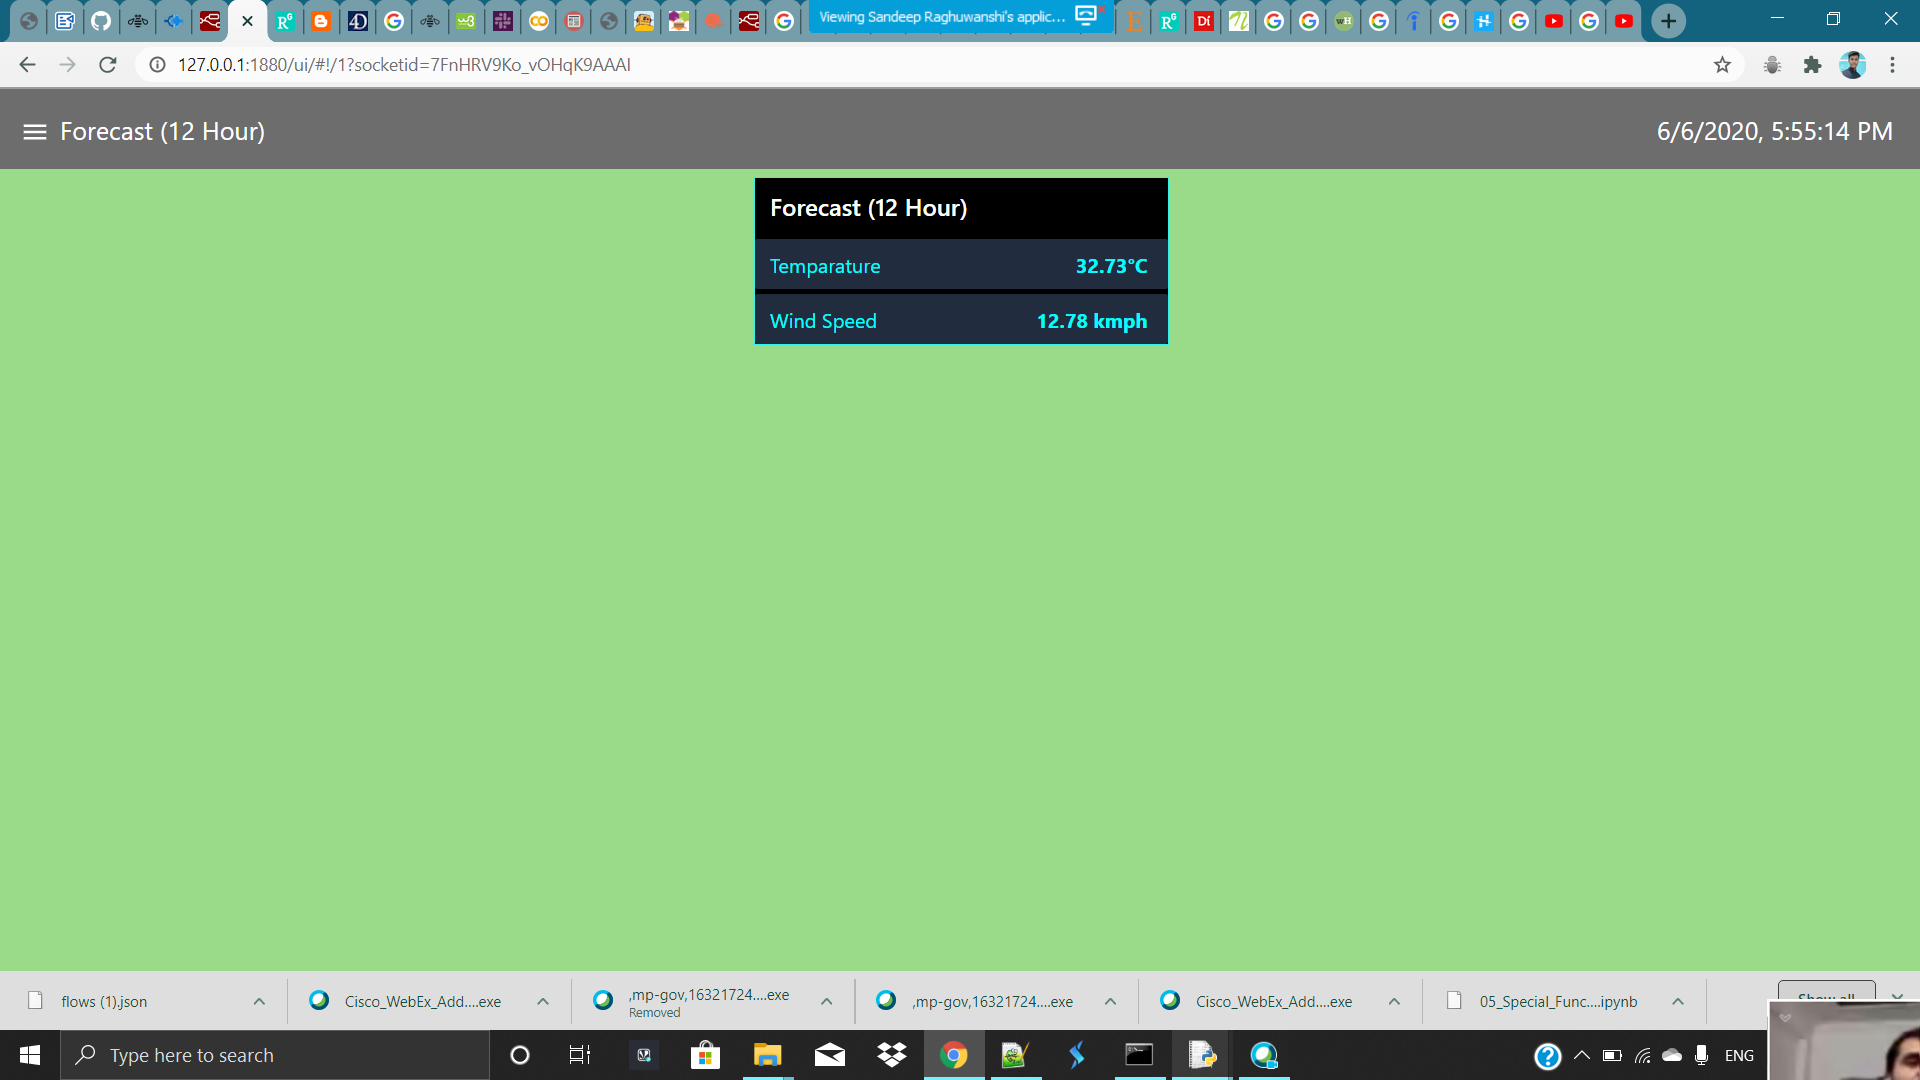 Viewing Sandeep Raghuwanshi's applic...
127.0.0.1:1880/ui/#!/1?socketid=7FnHRV9Ko_vOHqK9AAAI
Forecast (12 Hour)
6/6/2020, 5:55:14 PM
Forecast (12 Hour)
Temparature 32.73°C
Wind Speed 12.78 kmph
flows (1).json
Cisco_WebEx_Add....exe
,mp-gov,16321724....exe
Removed
,mp-gov,16321724....exe
Cisco_WebEx_Add....exe
05_Special_Func....ipynb
Show all
Type here to search
ENG